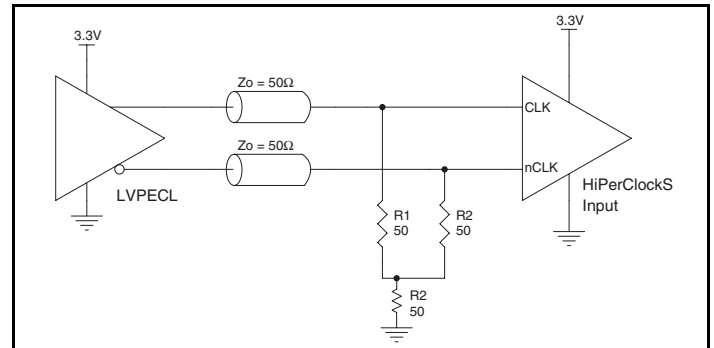 3.3V
3.3V
Zo = 50Ω
CLK
Zo = 50Ω
nCLK
LVPECL
HiPerClockS
Input
R1
50
R2
50
R2
50